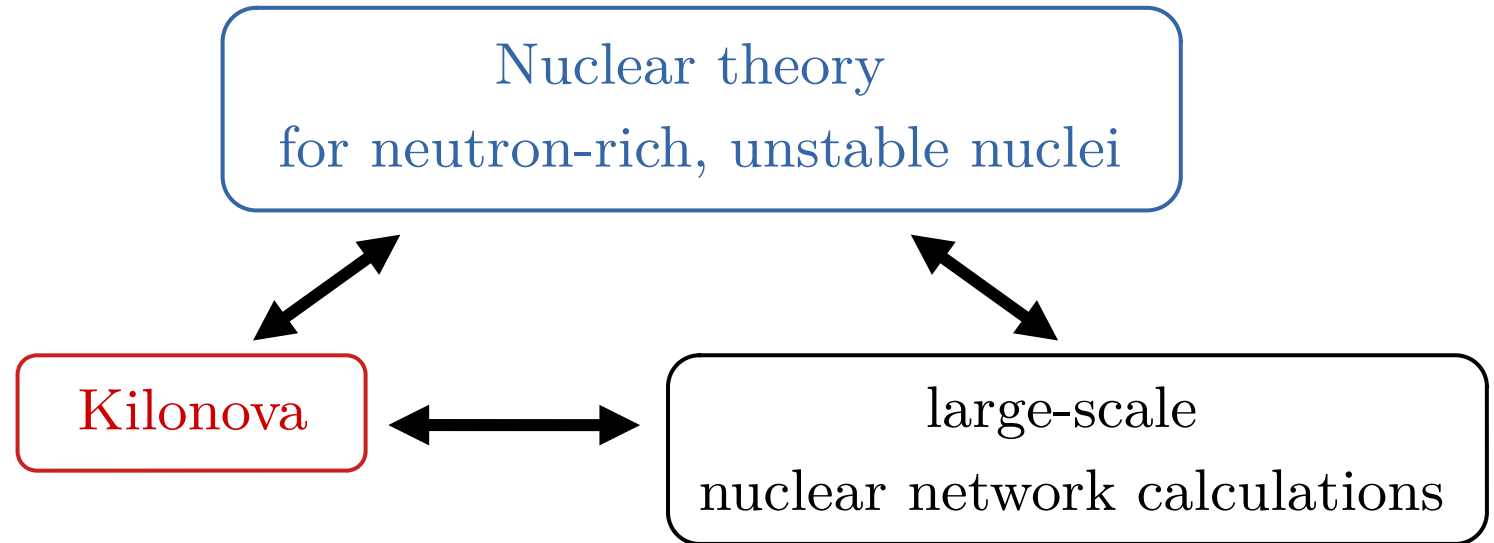 Nuclear theory
for neutron-rich, unstable nuclei
Kilonova
large-scale
nuclear network calculations